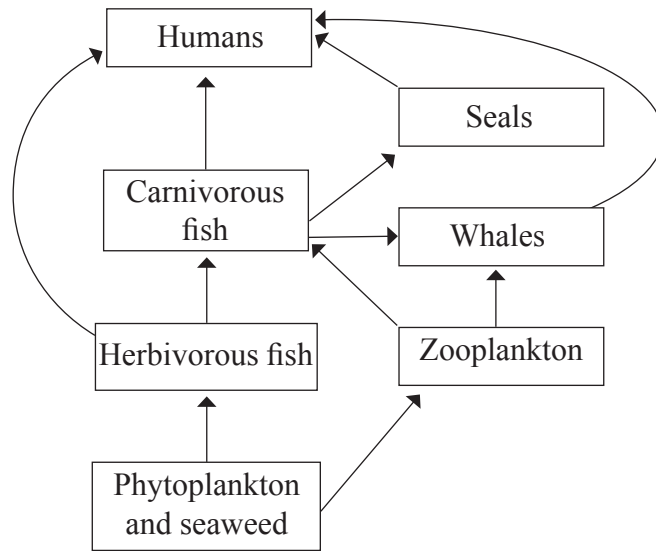 Humans
Seals
Carnivorous
fish
Whales
Herbivorous fish
Zooplankton
Phytoplankton
and seaweed